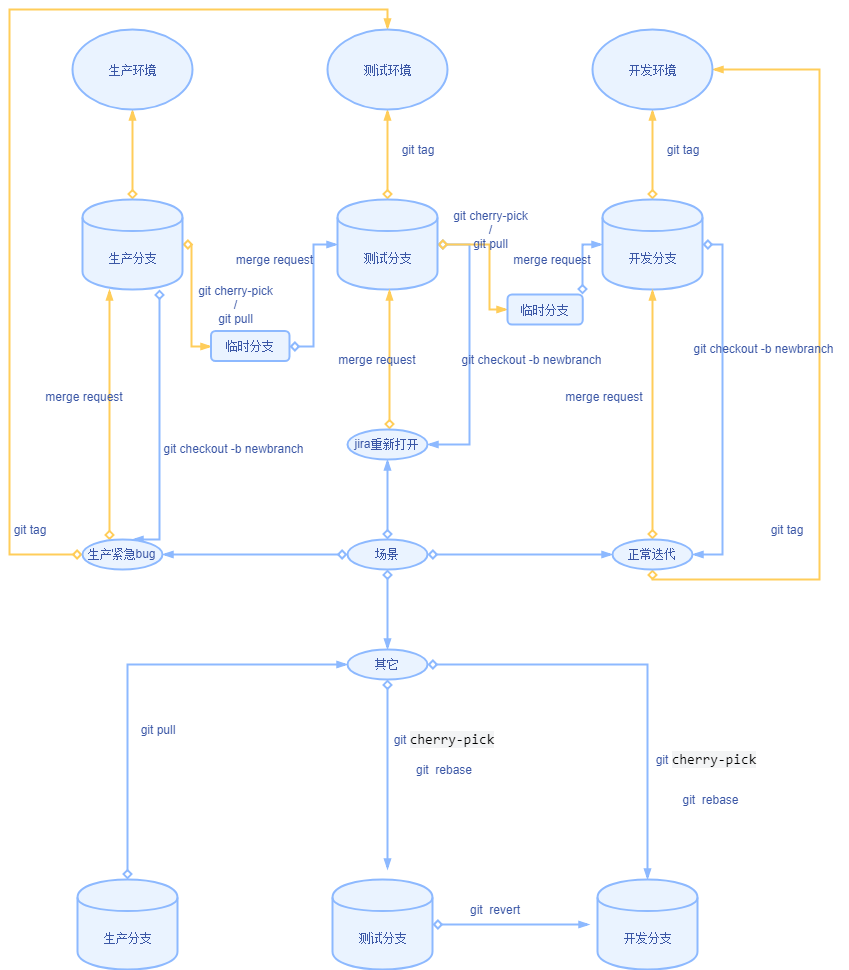 生产环境
测试环境
开发环境
git tag
git tag
git cherry-pick
/
git pull
生产分支
测试分支
开发分支
merge request
merge request
git cherry-pick
/
git pull
临时分支
临时分支
merge request
git checkout -b newbranch
git checkout -b newbranch
merge request
merge request
jira重新打开
git checkout -b newbranch
git tag
git tag
生产紧急bug
场景
正常迭代
其它
git pull
git cherry-pick
git rebase
git cherry-pick
git rebase
git revert
生产分支
测试分支
开发分支